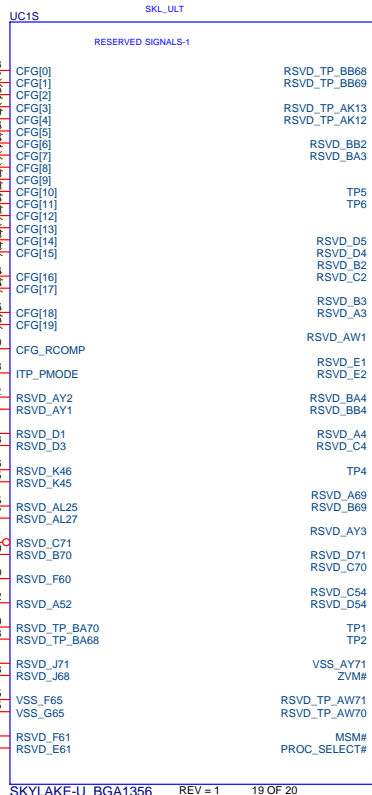 SKL_ULT
UC1S
RESERVED SIGNALS-1
CFG[0]
CFG[1]
CFG[2]
CFG[3]
CFG[4]
CFG[5]
CFG[6]
CFG[7]
CFG[8]
CFG[9]
CFG[10]
CFG[11]
CFG[12]
CFG[13]
CFG[14]
CFG[15]
CFG[16]
CFG[17]
CFG[18]
CFG[19]
CFG_RCOMP
ITP_PMODE
RSVD_AY2
RSVD_AY1
RSVD_D1
RSVD_D3
RSVD_K46
RSVD_K45
RSVD_AL25
RSVD_AL27
RSVD_C71
RSVD_B70
RSVD_F60
RSVD_A52
RSVD_TP_BA70
RSVD_TP_BA68
RSVD_J71
RSVD_J68
VSS_F65
VSS_G65
RSVD_F61
RSVD_E61
RSVD_TP_BB68
RSVD_TP_BB69
RSVD_TP_AK13
RSVD_TP_AK12
RSVD_BB2
RSVD_BA3
TP5
TP6
RSVD_D5
RSVD_D4
RSVD_B2
RSVD_C2
RSVD_B3
RSVD_A3
RSVD_AW1
RSVD_E1
RSVD_E2
RSVD_BA4
RSVD_BB4
RSVD_A4
RSVD_C4
TP4
RSVD_A69
RSVD_B69
RSVD_AY3
RSVD_D71
RSVD_C70
RSVD_C54
RSVD_D54
TP1
TP2
VSS_AY71
ZVM#
RSVD_TP_AW71
RSVD_TP_AW70
MSM#
PROC_SELECT#
SKYLAKE-U_BGA1356 REV = 1 19 OF 20